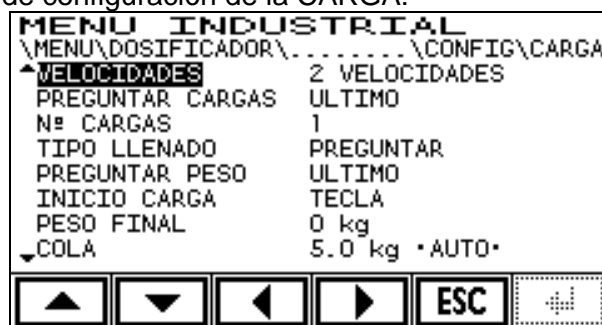 de configuración de la CARGA.
MENU INDUSTRIAL
\MENU\DOSIFICADOR\........\CONFIG\CARGA
VELOCIDADES 2 VELOCIDADES
PREGUNTAR CARGAS ULTIMO
Nº CARGAS 1
TIPO LLENADO PREGUNTAR
PREGUNTAR PESO ULTIMO
INICIO CARGA TECLA
PESO FINAL 0 kg
COLA 5.0 kg ·AUTO·
ESC